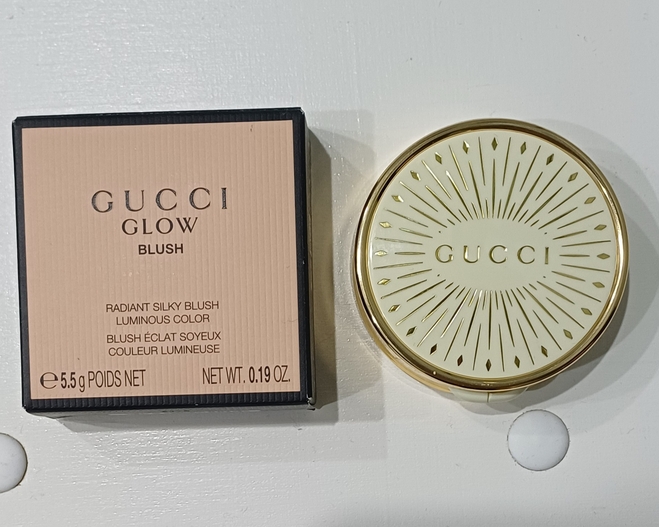 GUCCI
GLOW
BLUSH
RADIANT SILKY BLUSH
LUMINOUS COLOR
BLUSH ÉCLAT SOYEUX
COULEUR LUMINEUSE
℮ 5.5 g POIDS NET NET WT. 0.19 OZ.
GUCCI